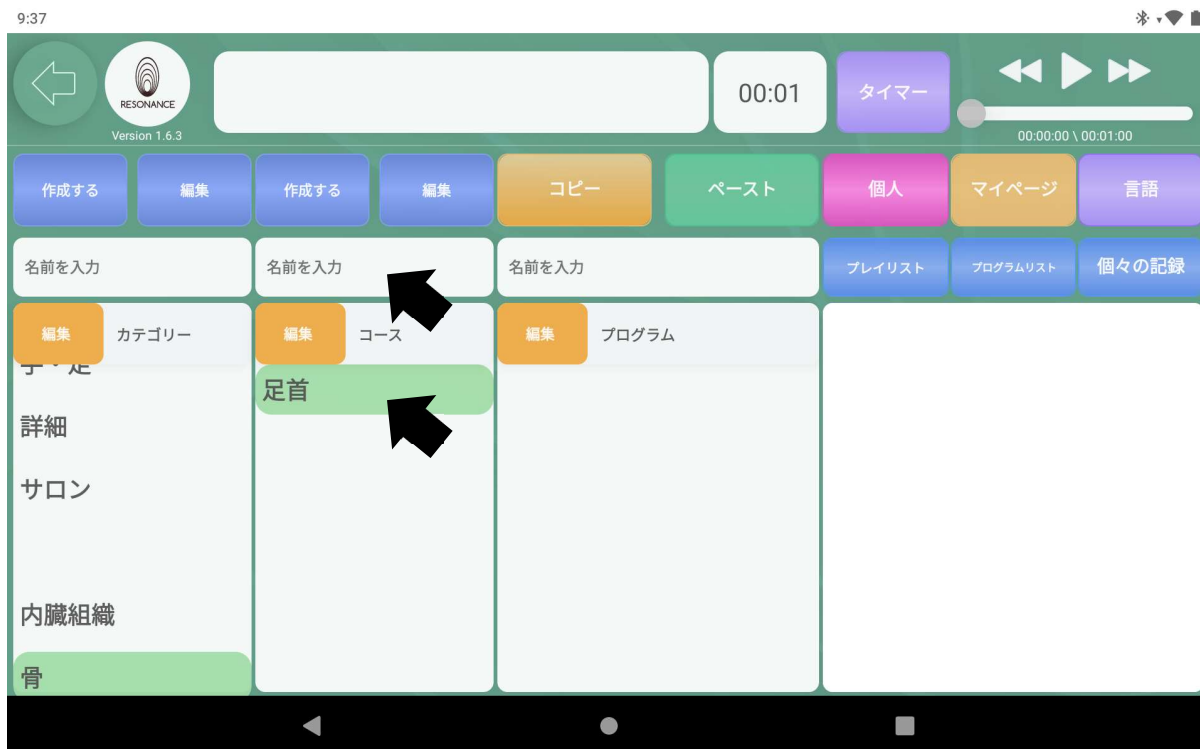 9:37
RESONANCE
Version 1.6.3
00:01
タイマー
00:00:00 \ 00:01:00
作成する
編集
作成する
編集
コピー
ペースト
個人
マイページ
言語
名前を入力
名前を入力
名前を入力
プレイリスト
プログラムリスト
個々の記録
編集
カテゴリー
編集
コース
編集
プログラム
足首
詳細
サロン
内臓組織
骨